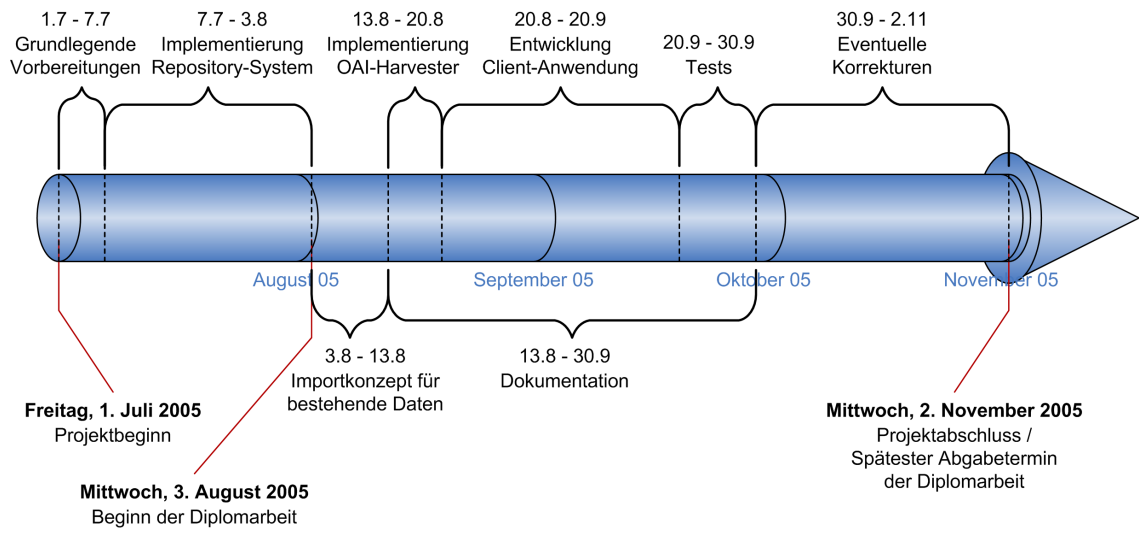 1.7 - 7.7
Grundlegende
Vorbereitungen
7.7 - 3.8
Implementierung
Repository-System
13.8 - 20.8
Implementierung
OAI-Harvester
20.8 - 20.9
Entwicklung
Client-Anwendung
20.9 - 30.9
Tests
30.9 - 2.11
Eventuelle
Korrekturen
August 05
September 05
Oktober 05
November 05
3.8 - 13.8
Importkonzept für
bestehende Daten
13.8 - 30.9
Dokumentation
Freitag, 1. Juli 2005
Projektbeginn
Mittwoch, 3. August 2005
Beginn der Diplomarbeit
Mittwoch, 2. November 2005
Projektabschluss /
Spätester Abgabetermin
der Diplomarbeit